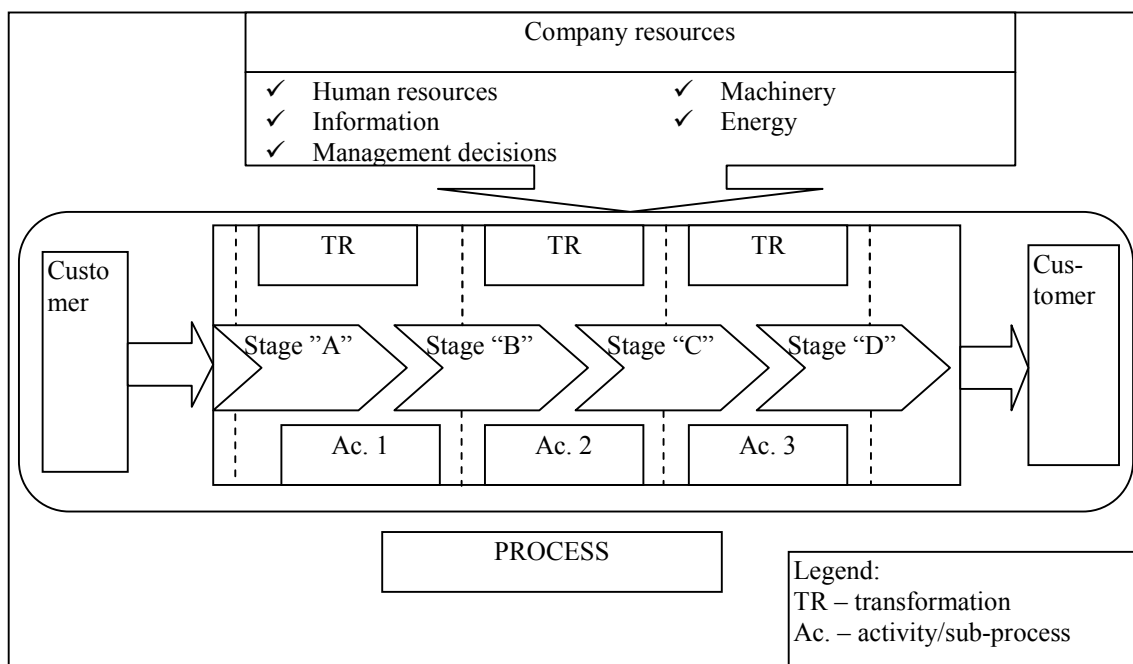 Company resources
✓ Human resources
✓ Information
✓ Management decisions
✓ Machinery
✓ Energy
TR
TR
TR
Custo
mer
Cus-
tomer
Stage ”A”
Stage “B”
Stage “C”
Stage “D”
Ac. 1
Ac. 2
Ac. 3
PROCESS
Legend:
TR – transformation
Ac. – activity/sub-process